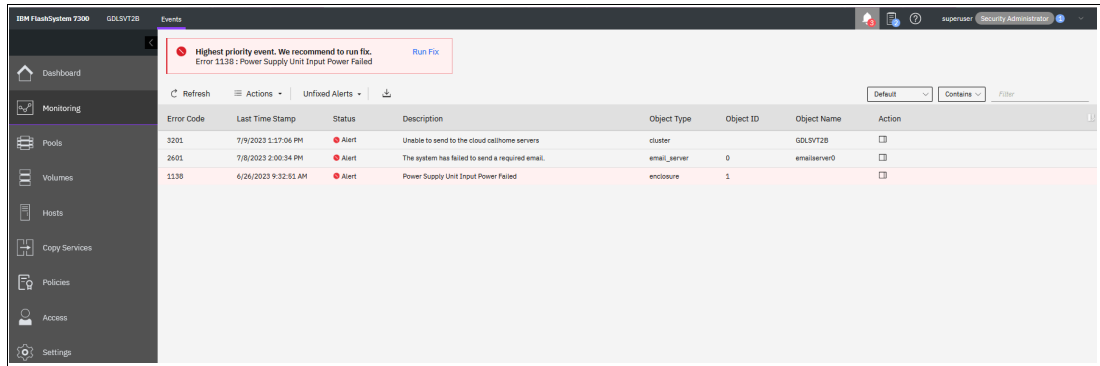 IBM FlashSystem 7300 GDLSVT2B Events 3 2 superuser Security Administrator 1
Highest priority event. We recommend to run fix. Run Fix
Error 1138 : Power Supply Unit Input Power Failed
Dashboard
Monitoring
Pools
Volumes
Hosts
Copy Services
Policies
Access
Settings
Refresh Actions Unfixed Alerts Default Contains Filter
Error Code Last Time Stamp Status Description Object Type Object ID Object Name Action
3201 7/9/2023 1:17:06 PM Alert Unable to send to the cloud callhome servers cluster GDLSVT2B
2601 7/8/2023 2:00:34 PM Alert The system has failed to send a required email. email_server 0 emailserver0
1138 6/26/2023 9:32:51 AM Alert Power Supply Unit Input Power Failed enclosure 1